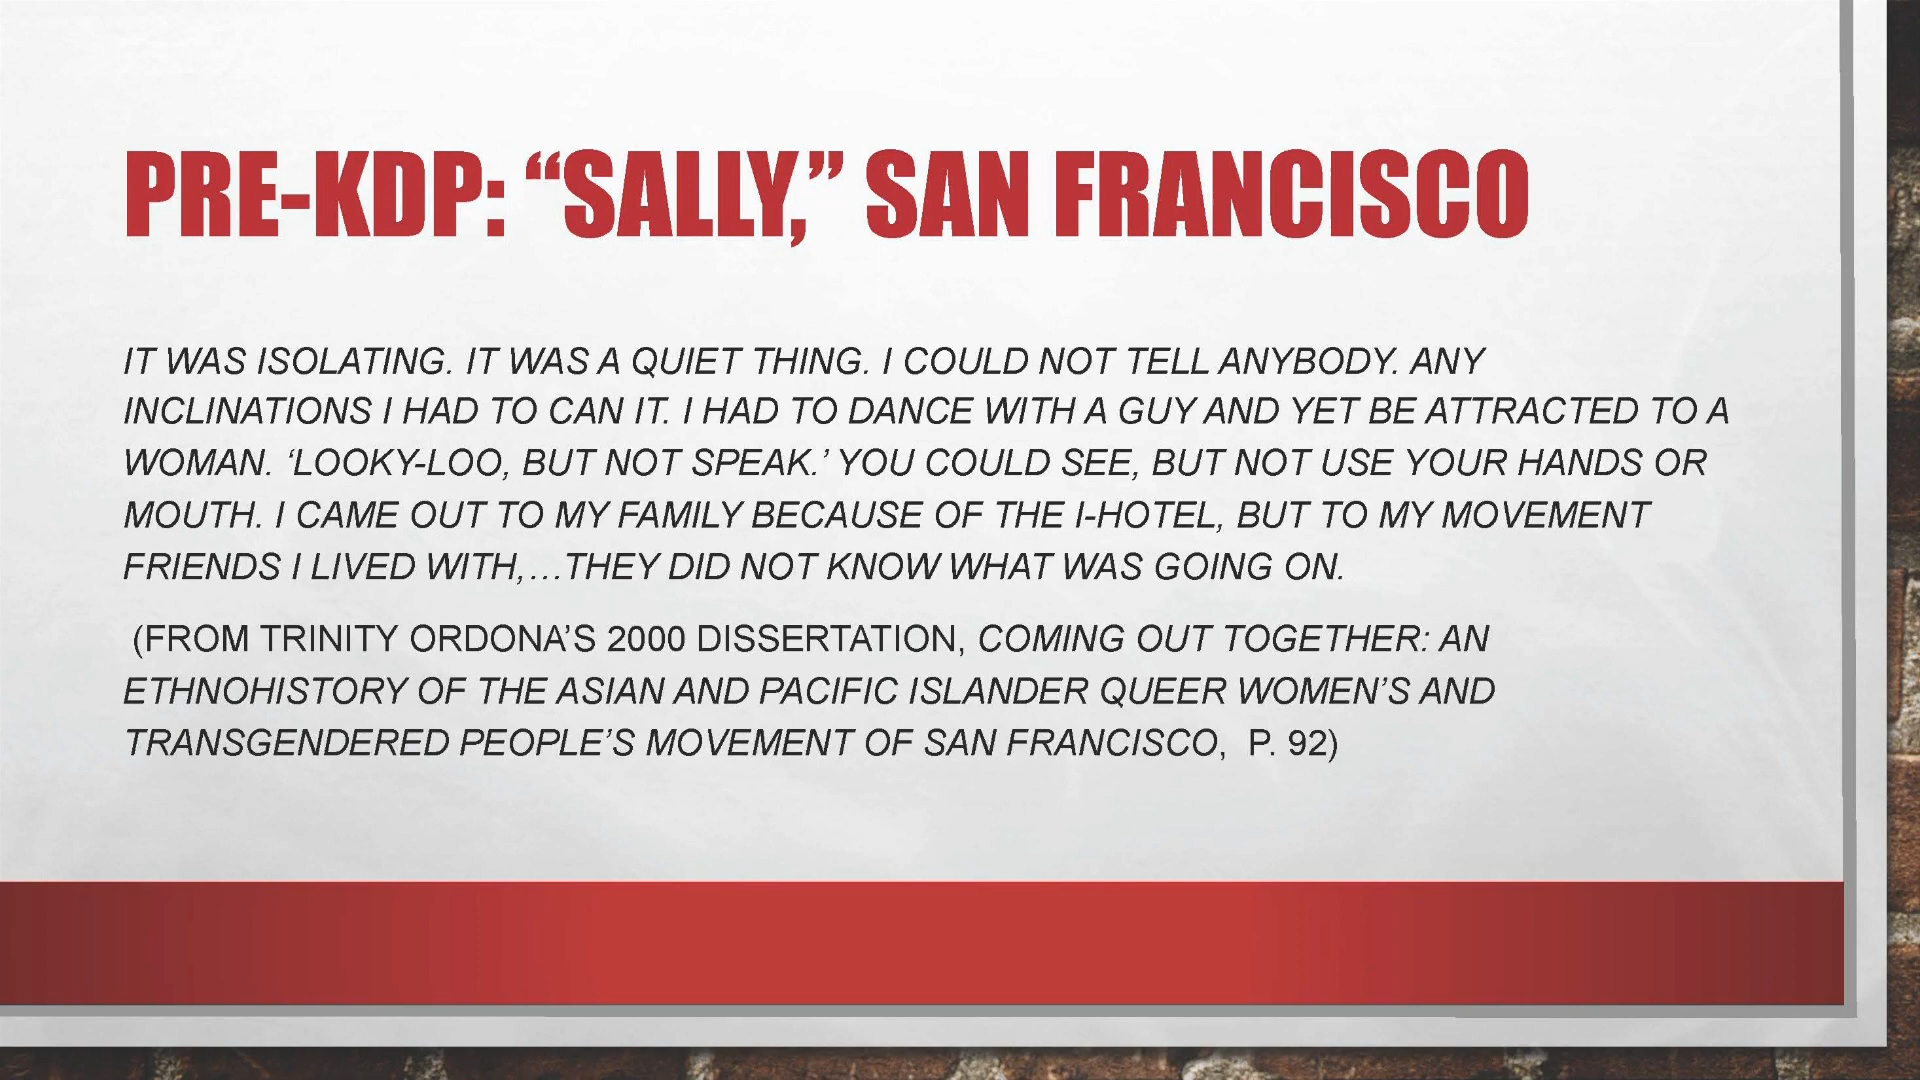 PRE-KDP: “SALLY,” SAN FRANCISCO
IT WAS ISOLATING. IT WAS A QUIET THING. I COULD NOT TELL ANYBODY. ANY
INCLINATIONS I HAD TO CAN IT. I HAD TO DANCE WITH A GUY AND YET BE ATTRACTED TO A
WOMAN. ‘LOOKY-LOO, BUT NOT SPEAK.’ YOU COULD SEE, BUT NOT USE YOUR HANDS OR
MOUTH. I CAME OUT TO MY FAMILY BECAUSE OF THE I-HOTEL, BUT TO MY MOVEMENT
FRIENDS I LIVED WITH,…THEY DID NOT KNOW WHAT WAS GOING ON.
(FROM TRINITY ORDONA’S 2000 DISSERTATION, COMING OUT TOGETHER: AN
ETHNOHISTORY OF THE ASIAN AND PACIFIC ISLANDER QUEER WOMEN’S AND
TRANSGENDERED PEOPLE’S MOVEMENT OF SAN FRANCISCO, P. 92)